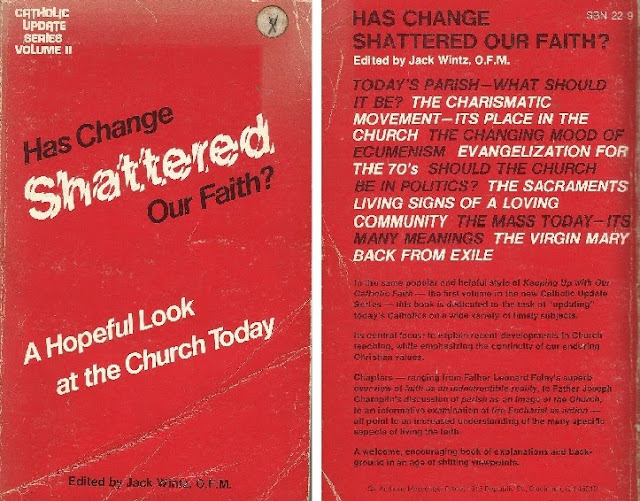 CATHOLIC
UPDATE
SERIES
VOLUME II
X
Has Change
Shattered
Our Faith?
A Hopeful Look
at the Church Today
Edited by Jack Wintz, O.F.M.
HAS CHANGE SBN 22 9
SHATTERED OUR FAITH?
Edited by Jack Wintz, O.F.M.
TODAY'S PARISH—WHAT SHOULD
IT BE? THE CHARISMATIC
MOVEMENT—ITS PLACE IN THE
CHURCH THE CHANGING MOOD OF
ECUMENISM EVANGELIZATION FOR
THE 70's SHOULD THE CHURCH
BE IN POLITICS? THE SACRAMENTS
LIVING SIGNS OF A LOVING
COMMUNITY THE MASS TODAY—ITS
MANY MEANINGS THE VIRGIN MARY
BACK FROM EXILE
In the same popular and helpful style of Keeping Up with Our
Catholic Faith — the first volume in the new Catholic Update
Series — this book is dedicated to the task of "updating"
today's Catholics on a wide variety of timely subjects.
Its central focus: to explain recent developments in Church
teaching, while emphasizing the continuity of our enduring
Christian values.
Chapters — ranging from Father Leonard Foley's superb
overview of faith as an indestructible reality, to Father Joseph
Champlin's discussion of parish as an image of the Church,
to an informative examination of the Eucharist as action —
all point to an increased understanding of the many specific
aspects of living the faith.
A welcome, encouraging book of explanations and back-
ground in an age of shifting viewpoints.
St. Anthony Messenger Press